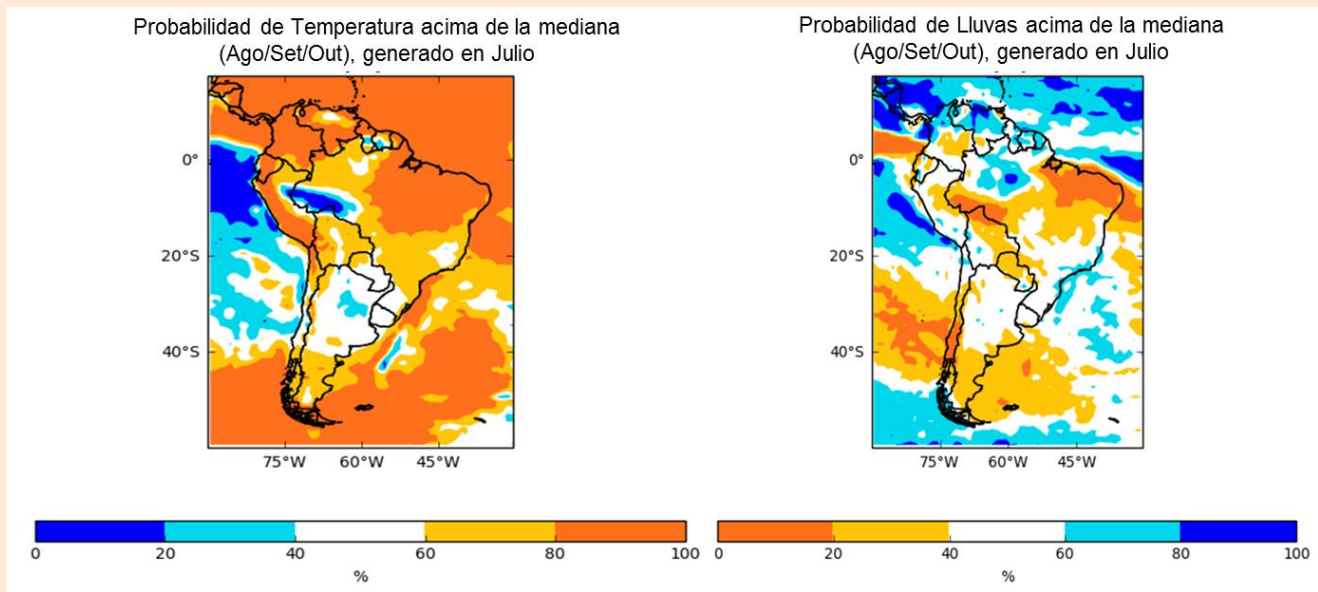 Probabilidad de Temperatura acima de la mediana
(Ago/Set/Out), generado en Julio
0°
20°S
40°S
75°W 60°W 45°W
0 20 40 60 80 100
%
Probabilidad de Lluvas acima de la mediana
(Ago/Set/Out), generado en Julio
0°
20°S
40°S
75°W 60°W 45°W
0 20 40 60 80 100
%